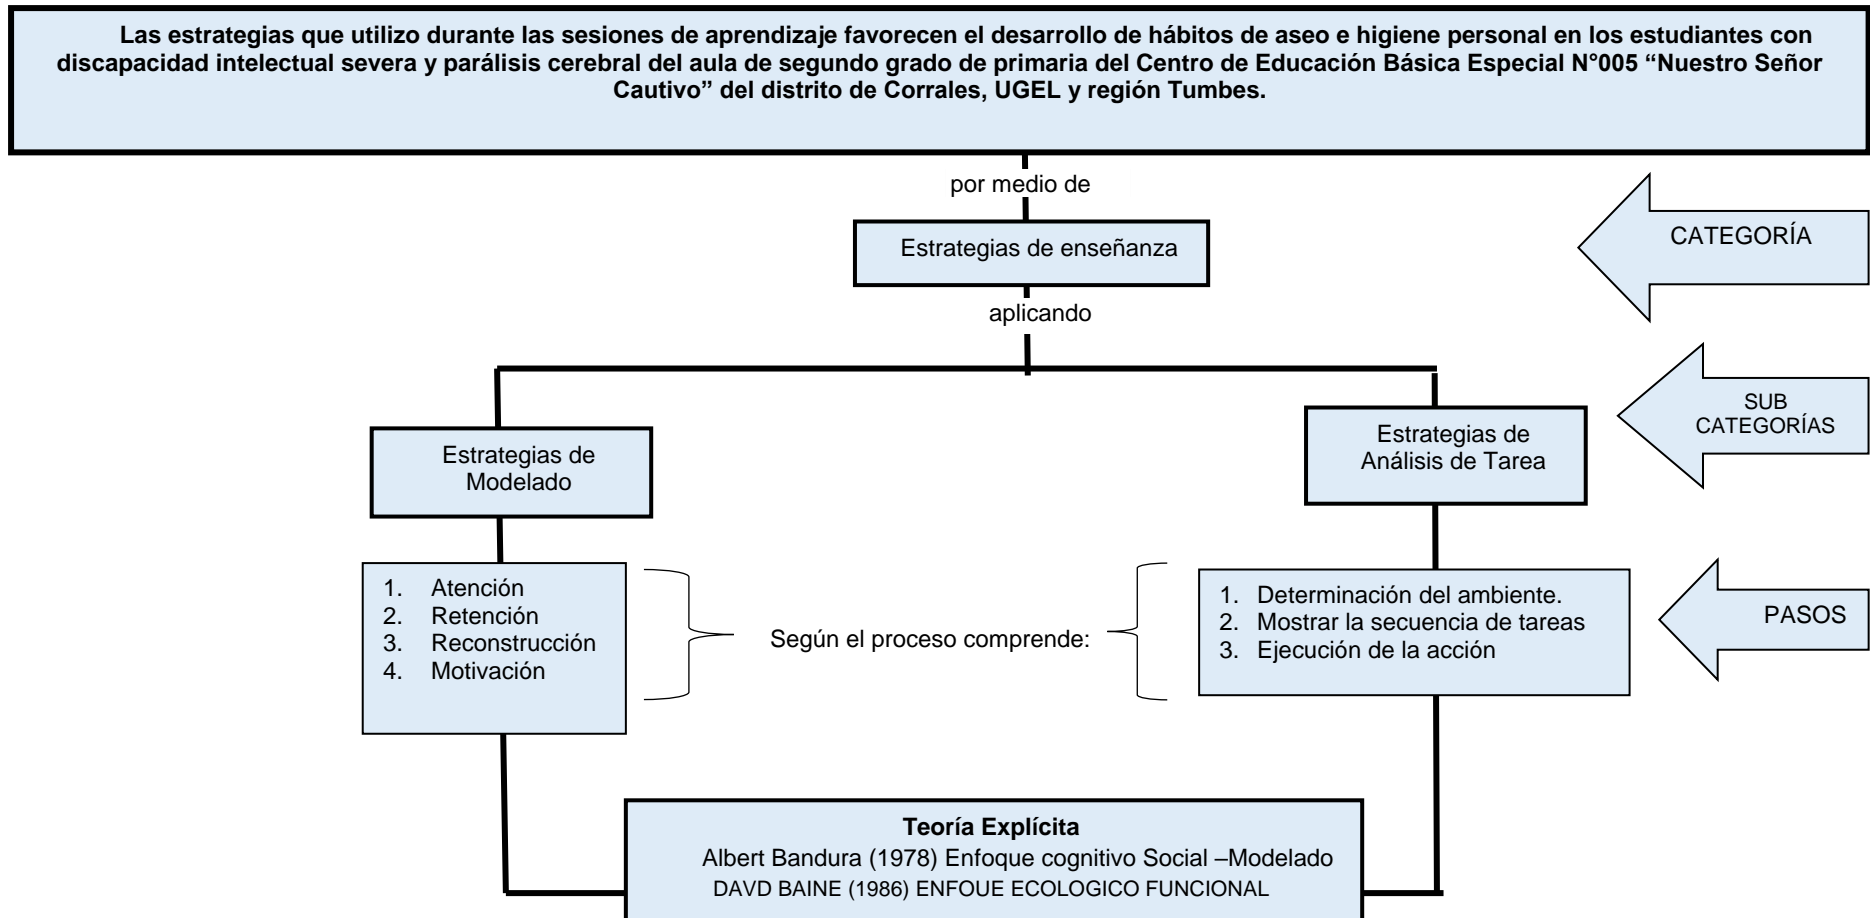 Las estrategias que utilizo durante las sesiones de aprendizaje favorecen el desarrollo de hábitos de aseo e higiene personal en los estudiantes con
discapacidad intelectual severa y parálisis cerebral del aula de segundo grado de primaria del Centro de Educación Básica Especial N°005 “Nuestro Señor
Cautivo” del distrito de Corrales, UGEL y región Tumbes.
por medio de
Estrategias de enseñanza
CATEGORÍA
aplicando
Estrategias de
Modelado
Estrategias de
Análisis de Tarea
SUB
CATEGORÍAS
1. Atención
2. Retención
3. Reconstrucción
4. Motivación
Según el proceso comprende:
1. Determinación del ambiente.
2. Mostrar la secuencia de tareas
3. Ejecución de la acción
PASOS
Teoría Explícita
Albert Bandura (1978) Enfoque cognitivo Social –Modelado
DAVD BAINE (1986) ENFOUE ECOLOGICO FUNCIONAL